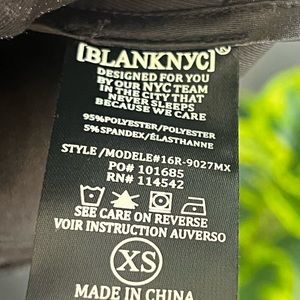 [BLANKNYC]®
DESIGNED FOR YOU
BY OUR NYC TEAM
IN THE CITY THAT
NEVER SLEEPS
BECAUSE WE CARE
95%POLYESTER/POLYESTER
5%SPANDEX/ÉLASTHANNE
STYLE /MODELE#16R-9027MX
PO# 101685
RN# 114542
SEE CARE ON REVERSE
VOIR INSTRUCTION AUVERSO
XS
MADE IN CHINA